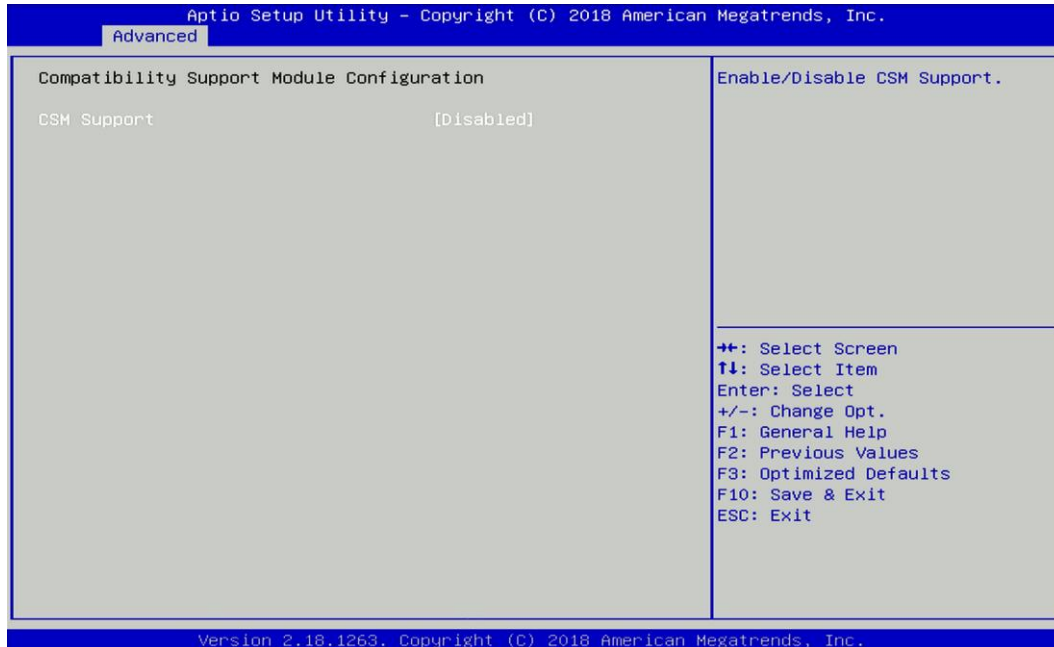 Aptio Setup Utility – Copyright (C) 2018 American Megatrends, Inc.
Advanced
Compatibility Support Module Configuration
CSM Support [Disabled]
Enable/Disable CSM Support.
→←: Select Screen
↑↓: Select Item
Enter: Select
+/-: Change Opt.
F1: General Help
F2: Previous Values
F3: Optimized Defaults
F10: Save & Exit
ESC: Exit
Version 2.18.1263. Copyright (C) 2018 American Megatrends, Inc.